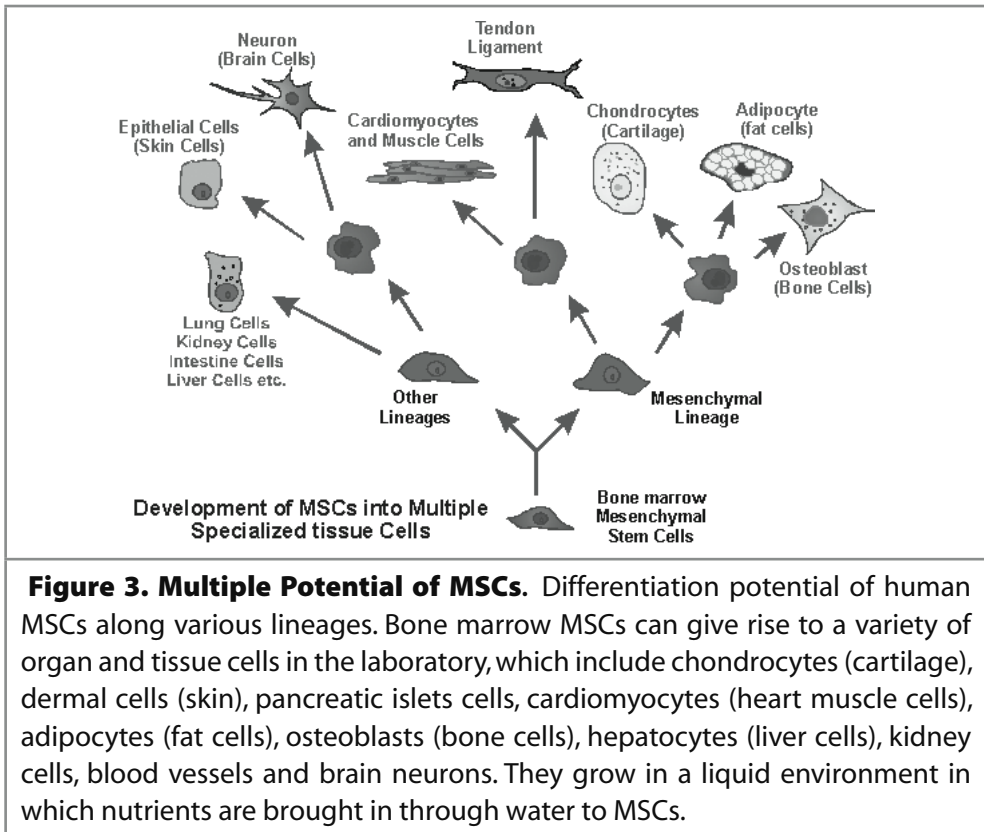 Neuron
(Brain Cells)
Tendon
Ligament
Epithelial Cells
(Skin Cells)
Cardiomyocytes
and Muscle Cells
Chondrocytes
(Cartilage)
Adipocyte
(fat cells)
Osteoblast
(Bone Cells)
Lung Cells
Kidney Cells
Intestine Cells
Liver Cells etc.
Other
Lineages
Mesenchymal
Lineage
Development of MSCs into Multiple
Specialized tissue Cells
Bone marrow
Mesenchymal
Stem Cells
Figure 3. Multiple Potential of MSCs. Differentiation potential of human
MSCs along various lineages. Bone marrow MSCs can give rise to a variety of
organ and tissue cells in the laboratory, which include chondrocytes (cartilage),
dermal cells (skin), pancreatic islets cells, cardiomyocytes (heart muscle cells),
adipocytes (fat cells), osteoblasts (bone cells), hepatocytes (liver cells), kidney
cells, blood vessels and brain neurons. They grow in a liquid environment in
which nutrients are brought in through water to MSCs.